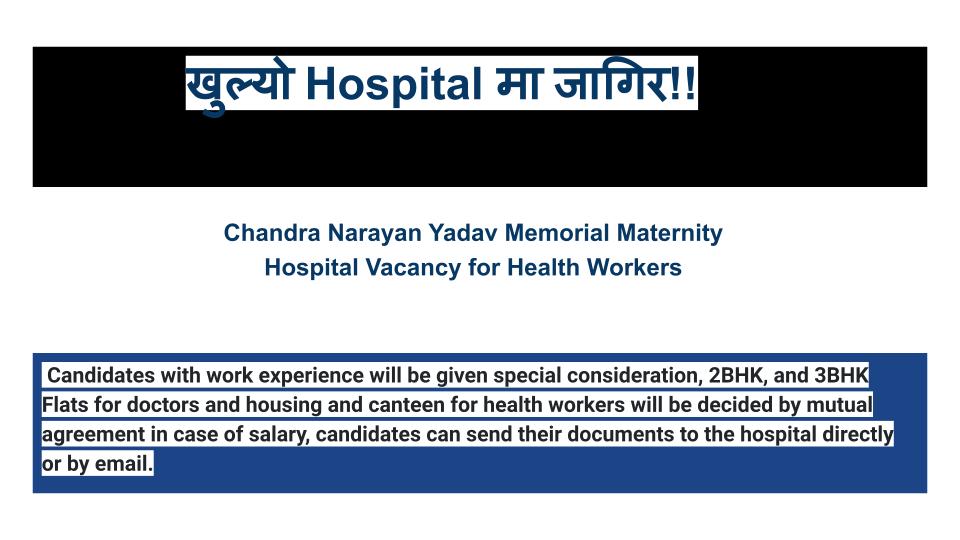 खुल्यो Hospital मा जागिर!!
Chandra Narayan Yadav Memorial Maternity
Hospital Vacancy for Health Workers
Candidates with work experience will be given special consideration, 2BHK, and 3BHK
Flats for doctors and housing and canteen for health workers will be decided by mutual
agreement in case of salary, candidates can send their documents to the hospital directly
or by email.